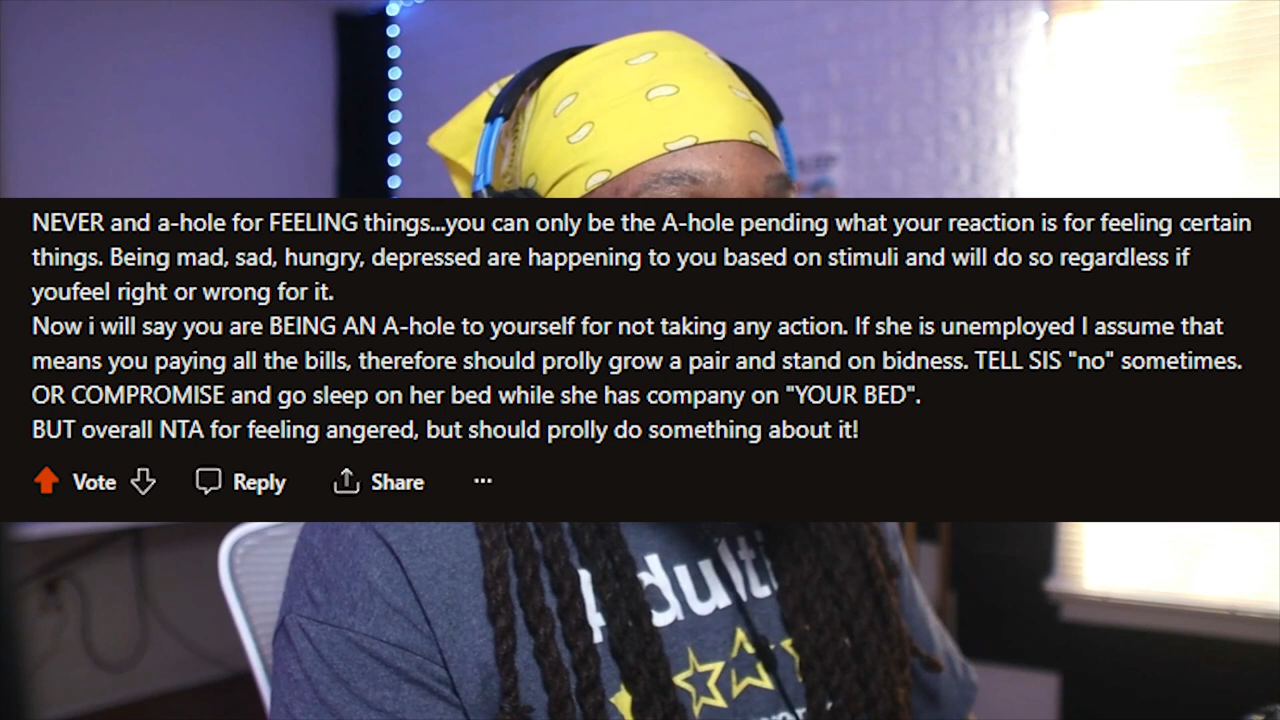 NEVER and a-hole for FEELING things...you can only be the A-hole pending what your reaction is for feeling certain
things. Being mad, sad, hungry, depressed are happening to you based on stimuli and will do so regardless if
youfeel right or wrong for it.
Now i will say you are BEING AN A-hole to yourself for not taking any action. If she is unemployed I assume that
means you paying all the bills, therefore should prolly grow a pair and stand on bidness. TELL SIS "no" sometimes.
OR COMPROMISE and go sleep on her bed while she has company on "YOUR BED".
BUT overall NTA for feeling angered, but should prolly do something about it!
Vote Reply Share ...